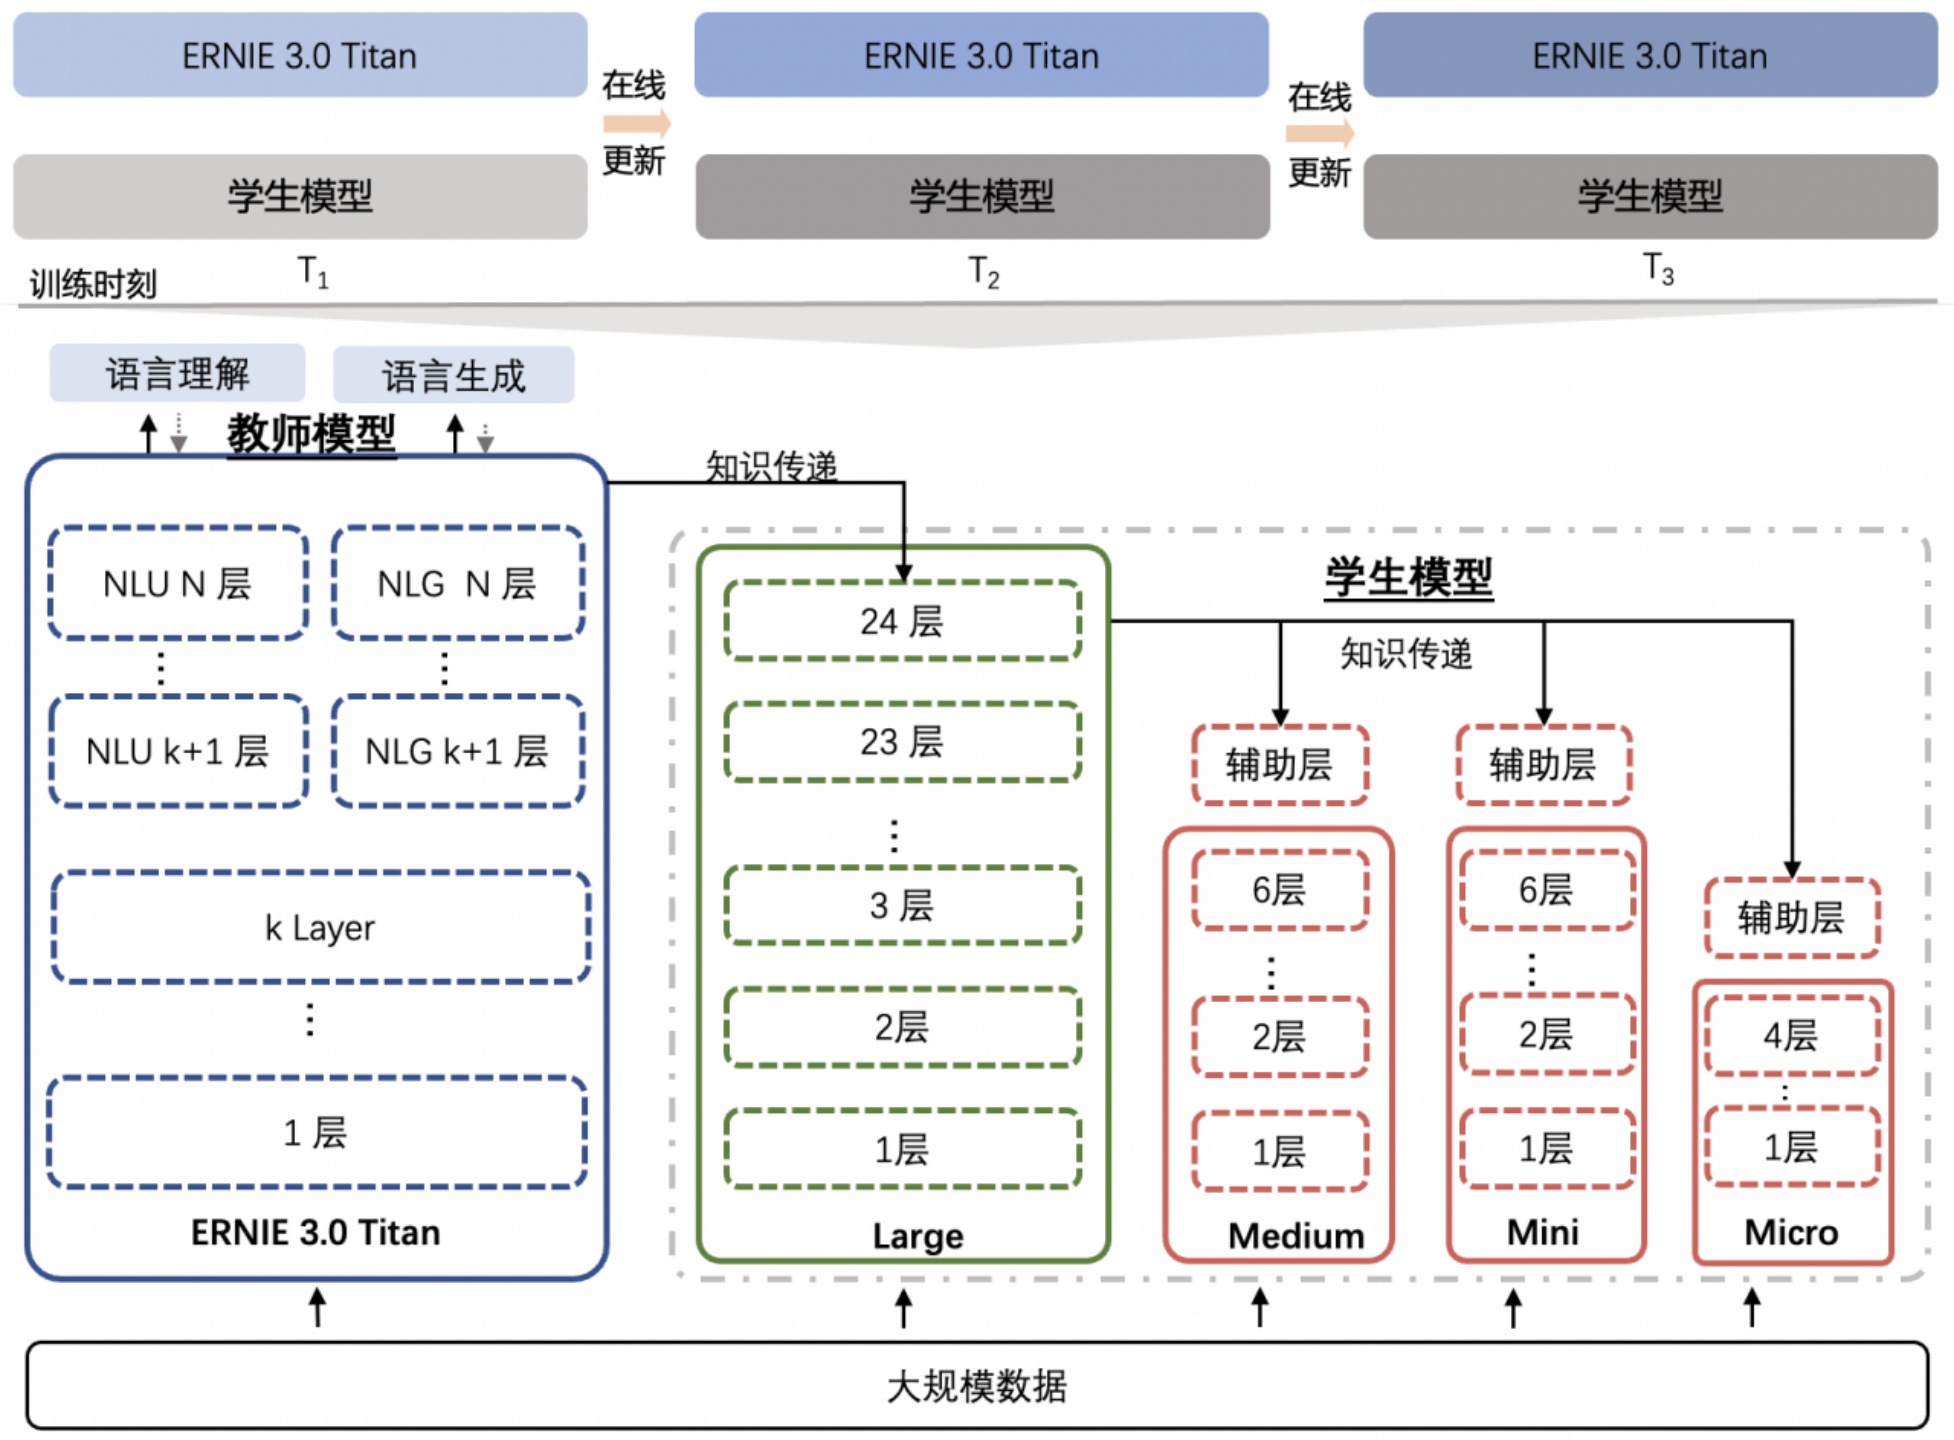 ERNIE 3.0 Titan
ERNIE 3.0 Titan
ERNIE 3.0 Titan
在线
更新
在线
更新
学生模型
学生模型
学生模型
训练时刻
T1
T2
T3
语言理解
语言生成
教师模型
NLU N 层
NLG N 层
NLU k+1 层
NLG k+1 层
k Layer
1 层
ERNIE 3.0 Titan
知识传递
学生模型
24 层
23 层
3 层
2层
1层
Large
知识传递
辅助层
6层
2层
1层
Medium
辅助层
6层
2层
1层
Mini
辅助层
4层
1层
Micro
大规模数据